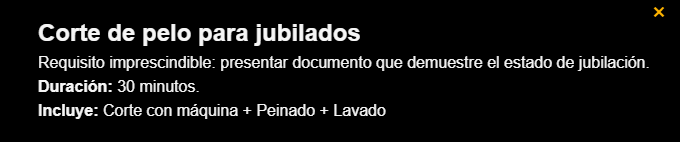 Corte de pelo para jubilados
Requisito imprescindible: presentar documento que demuestre el estado de jubilación.
Duración: 30 minutos.
Incluye: Corte con máquina + Peinado + Lavado